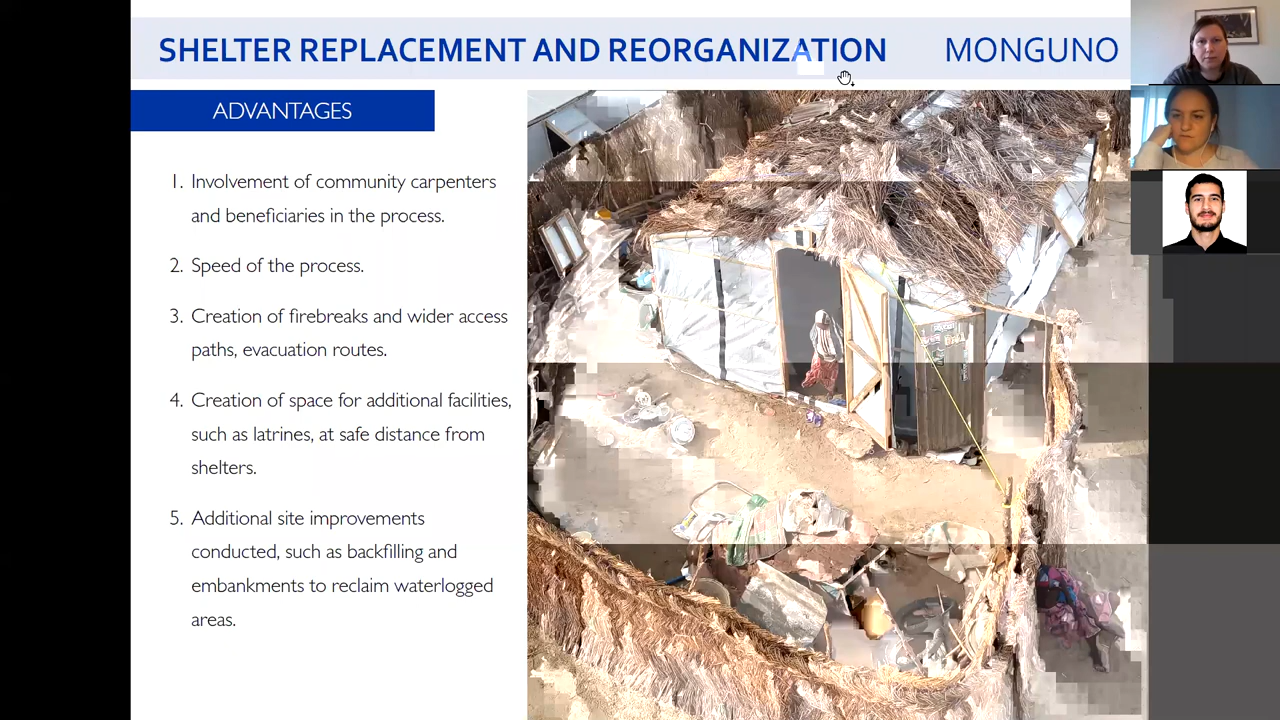 SHELTER REPLACEMENT AND REORGANIZATION MONGUNO
ADVANTAGES
1. Involvement of community carpenters
and beneficiaries in the process.
2. Speed of the process.
3. Creation of firebreaks and wider access
paths, evacuation routes.
4. Creation of space for additional facilities,
such as latrines, at safe distance from
shelters.
5. Additional site improvements
conducted, such as backfilling and
embankments to reclaim waterlogged
areas.